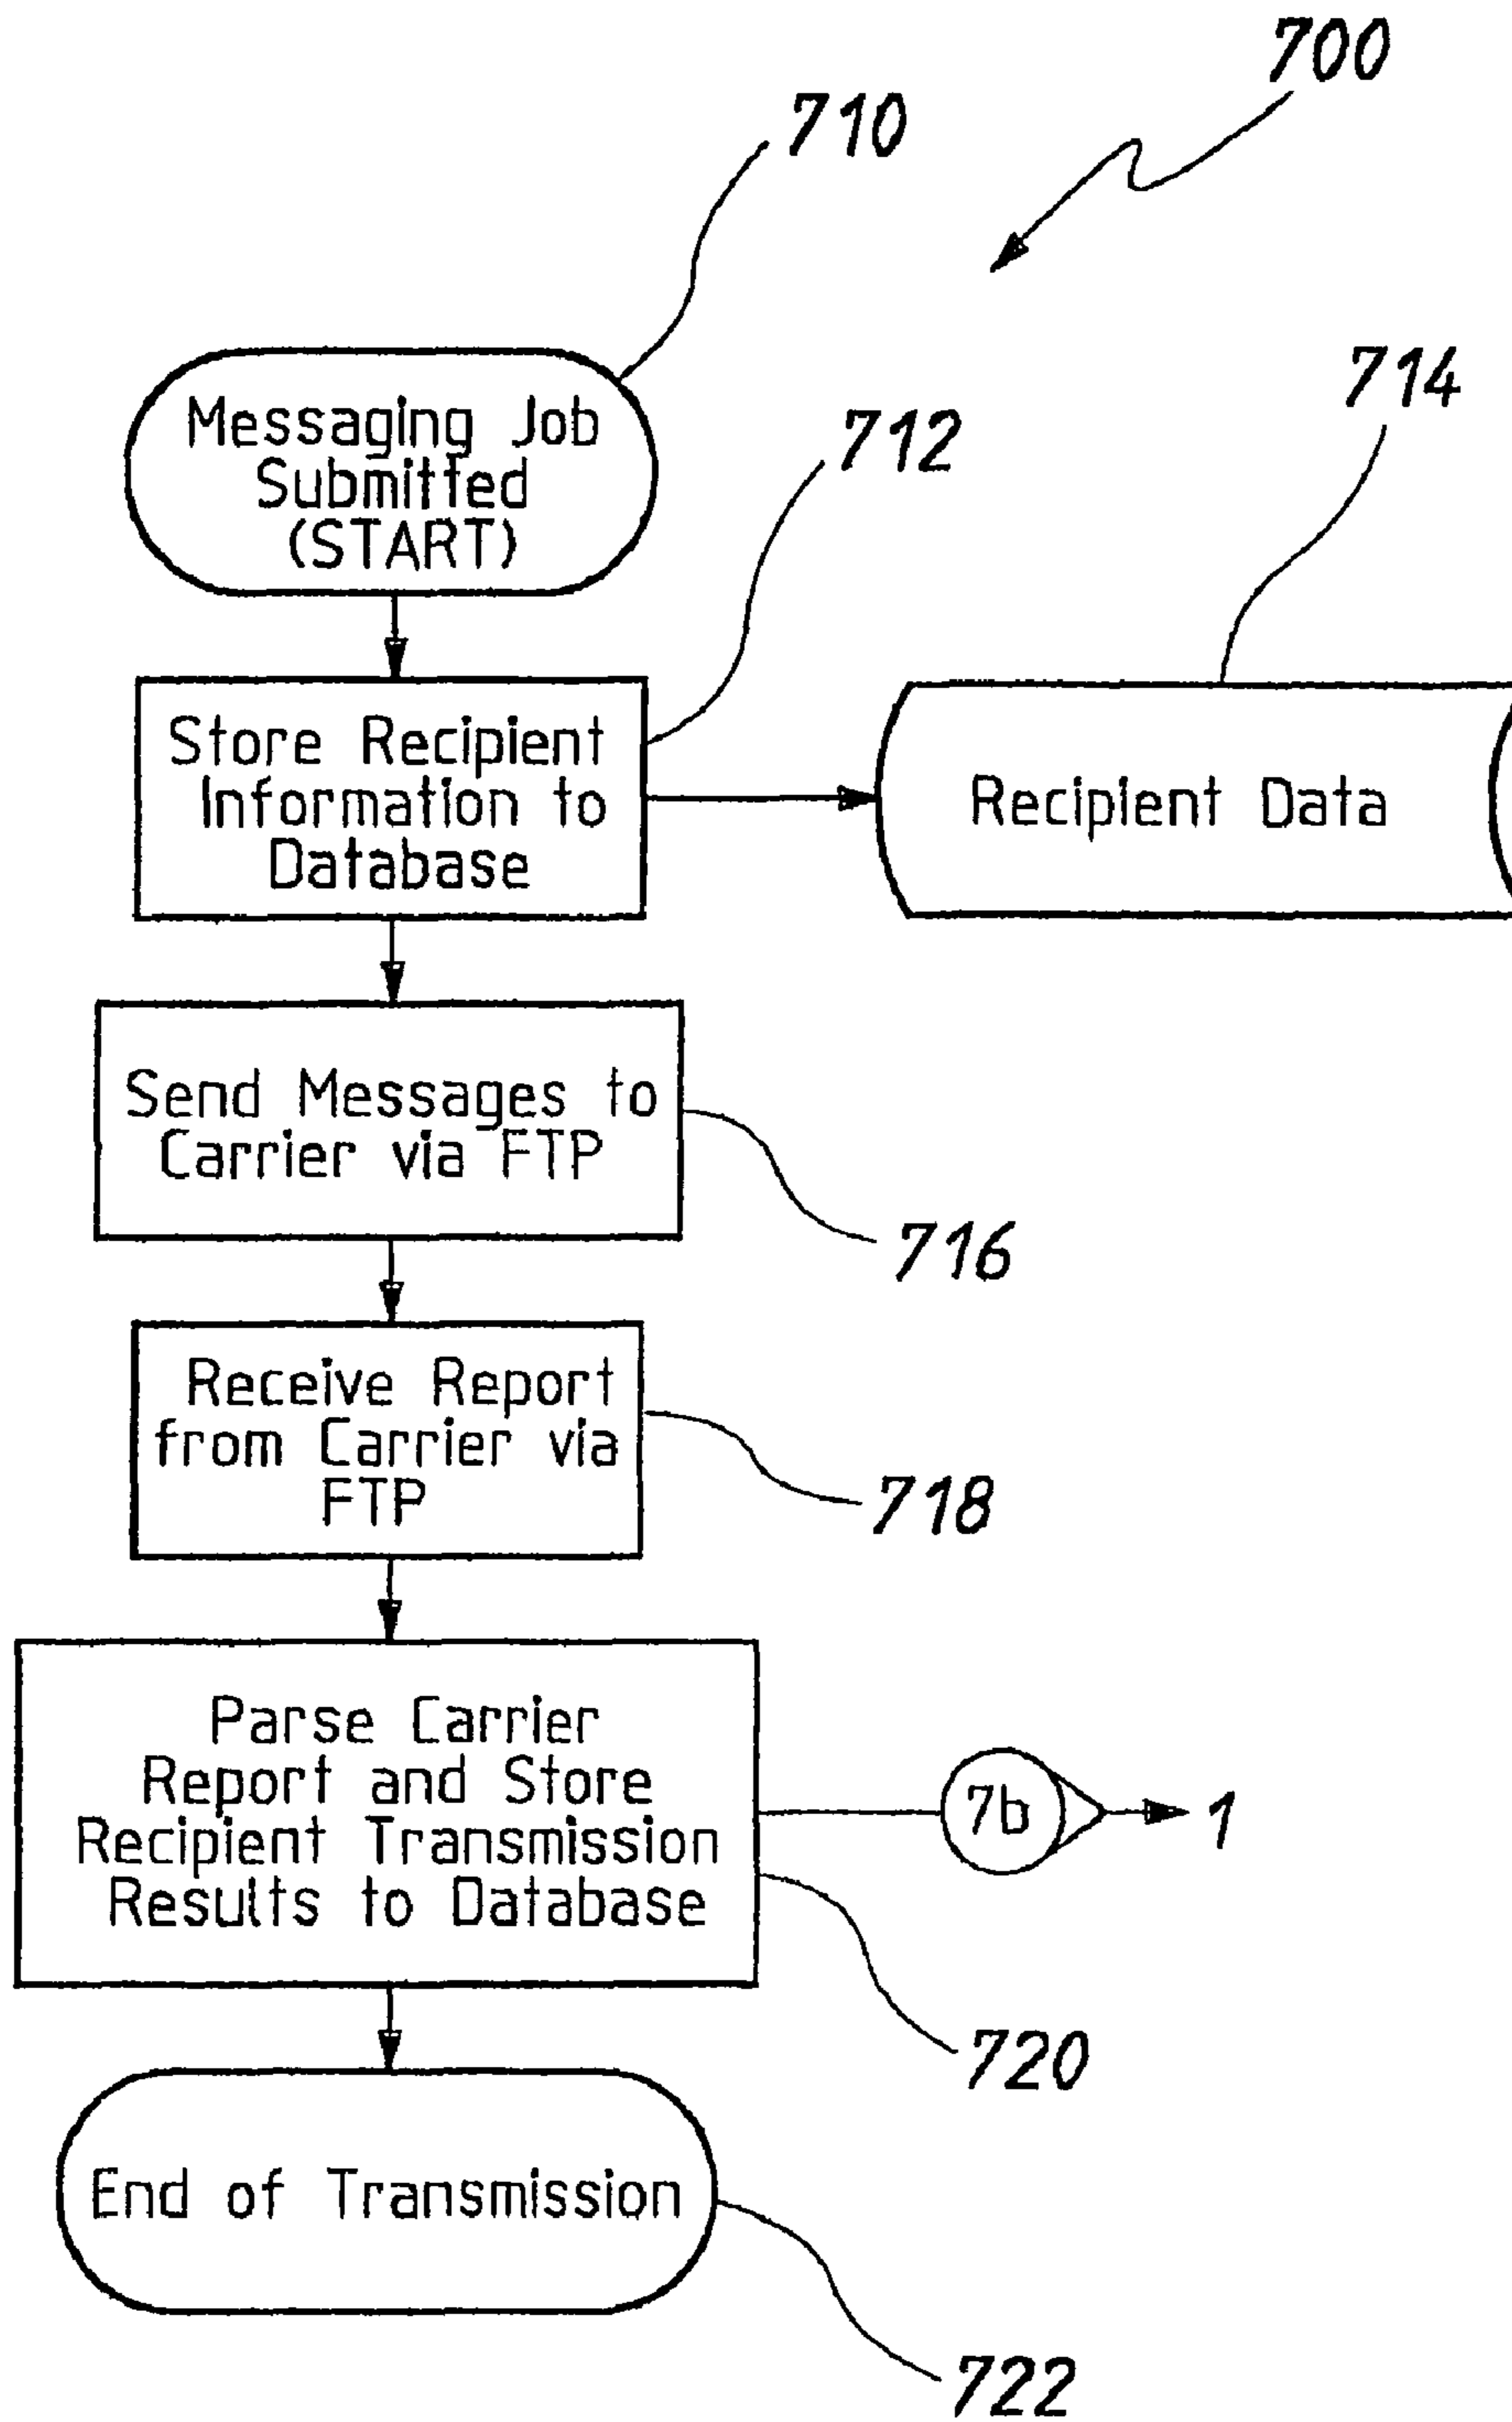 700
710
Messaging Job
Submitted
(START)
712
714
Store Recipient
Information to
Database
Recipient Data
Send Messages to
Carrier via FTP
716
Receive Report
from Carrier via
FTP
718
Parse Carrier
Report and Store
Recipient Transmission
Results to Database
7b
1
720
End of Transmission
722